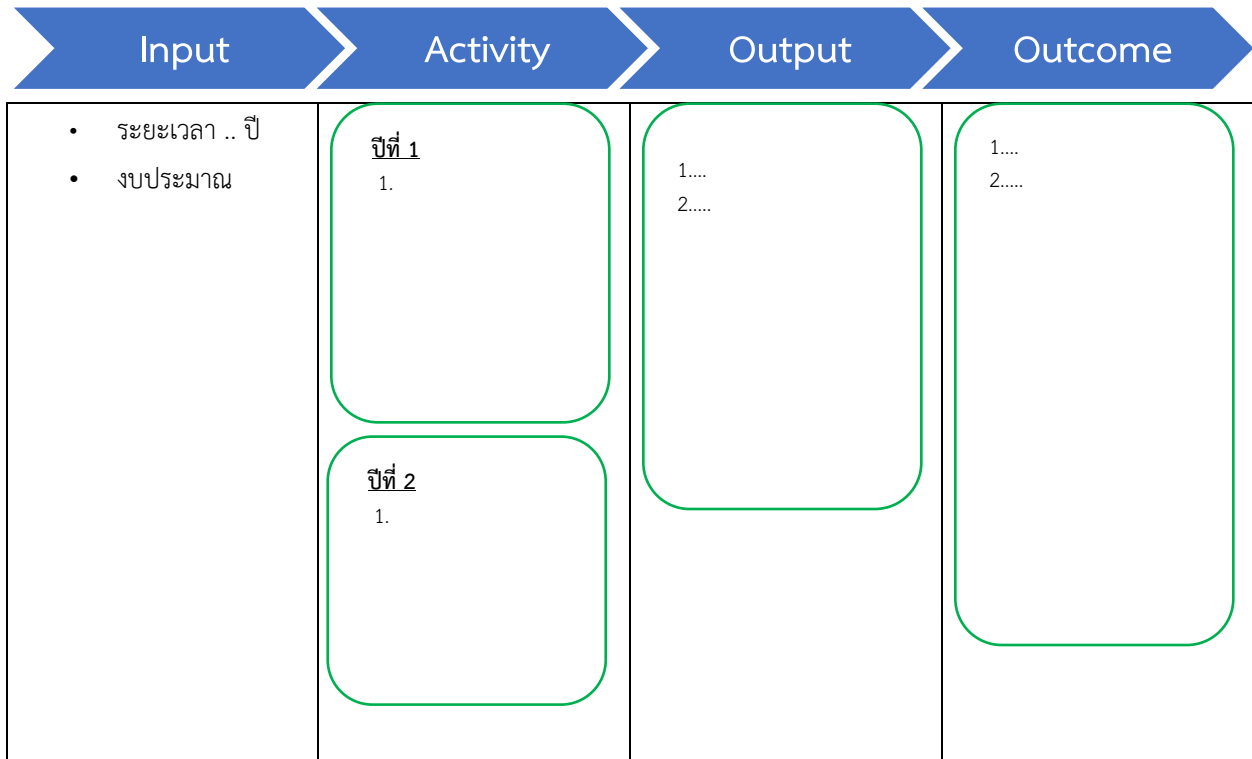 Input
Activity
Output
Outcome
• ระยะเวลา .. ปี
• งบประมาณ
ปีที่ 1
1.
ปีที่ 2
1.
1....
2.....
1....
2.....